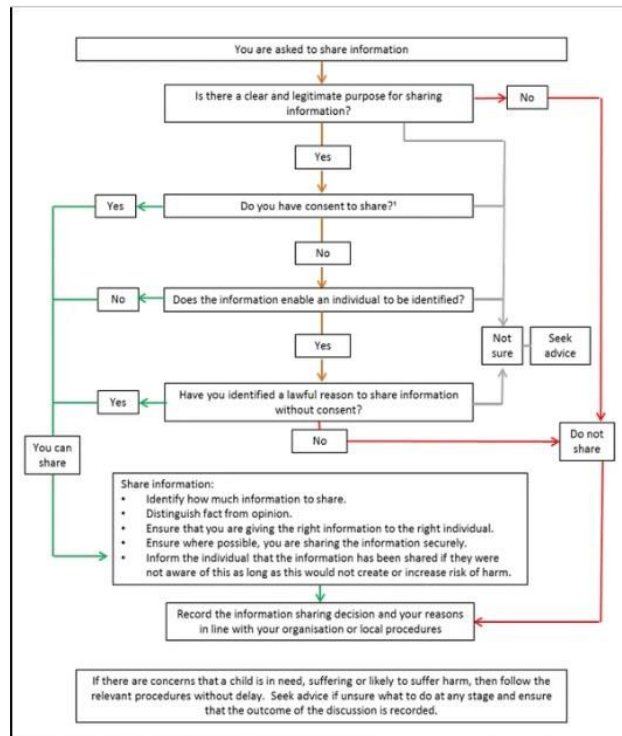 You are asked to share information
Is there a clear and legitimate purpose for sharing
information?
No
Yes
Yes
Do you have consent to share?¹
No
No
Does the information enable an individual to be identified?
Yes
Not
sure
Seek
advice
Yes
Have you identified a lawful reason to share information
without consent?
No
You can
share
Do not
share
Share information:
• Identify how much information to share.
• Distinguish fact from opinion.
• Ensure that you are giving the right information to the right individual.
• Ensure where possible, you are sharing the information securely.
• Inform the individual that the information has been shared if they were
not aware of this as long as this would not create or increase risk of harm.
Record the information sharing decision and your reasons
in line with your organisation or local procedures
If there are concerns that a child is in need, suffering or likely to suffer harm, then follow the
relevant procedures without delay. Seek advice if unsure what to do at any stage and ensure
that the outcome of the discussion is recorded.